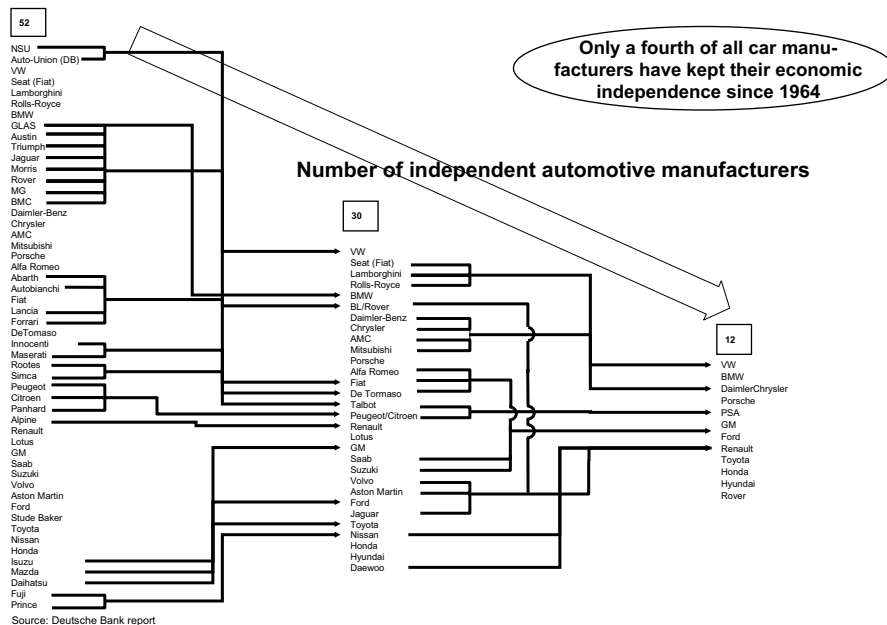 52
NSU
Auto-Union (DB)
VW
Seat (Fiat)
Lamborghini
Rolls-Royce
BMW
GLAS
Austin
Triumph
Jaguar
Morris
Rover
MG
BMC
Daimler-Benz
Chrysler
AMC
Mitsubishi
Porsche
Alfa Romeo
Abarth
Autobianchi
Fiat
Lancia
Forrari
DeTomaso
Innocenti
Maserati
Rootes
Simca
Peugeot
Citroen
Panhard
Alpine
Renault
Lotus
GM
Saab
Suzuki
Volvo
Aston Martin
Ford
Stude Baker
Toyota
Nissan
Honda
Isuzu
Mazda
Daihatsu
Fuji
Prince
Source: Deutsche Bank report
Only a fourth of all car manu-
facturers have kept their economic
independence since 1964
Number of independent automotive manufacturers
30
VW
Seat (Fiat)
Lamborghini
Rolls-Royce
BMW
BL/Rover
Daimler-Benz
Chrysler
AMC
Mitsubishi
Porsche
Alfa Romeo
Fiat
De Tormaso
Talbot
Peugeot/Citroen
Renault
Lotus
GM
Saab
Suzuki
Volvo
Aston Martin
Ford
Jaguar
Toyota
Nissan
Honda
Hyundai
Daewoo
12
VW
BMW
DaimlerChrysler
Porsche
PSA
GM
Ford
Renault
Toyota
Honda
Hyundai
Rover